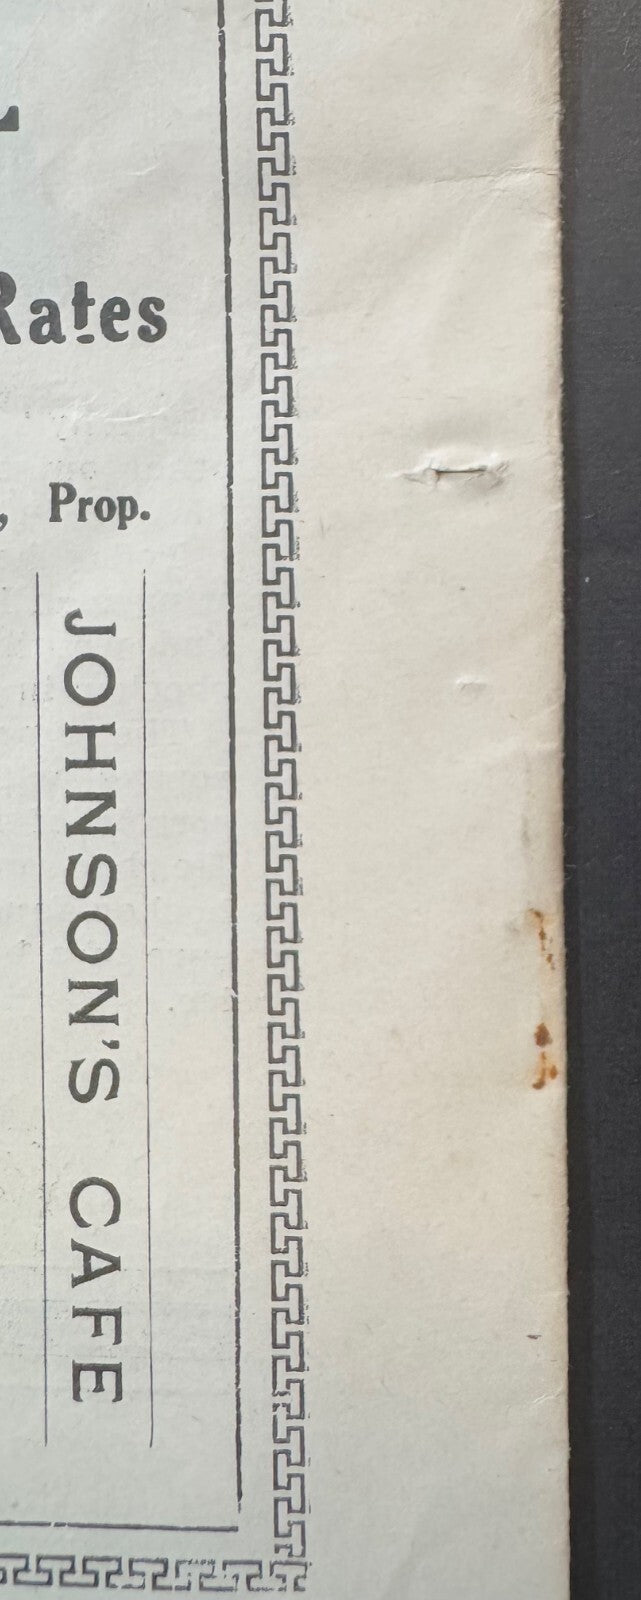 Rates
, Prop.
JOHNSON'S CAFE